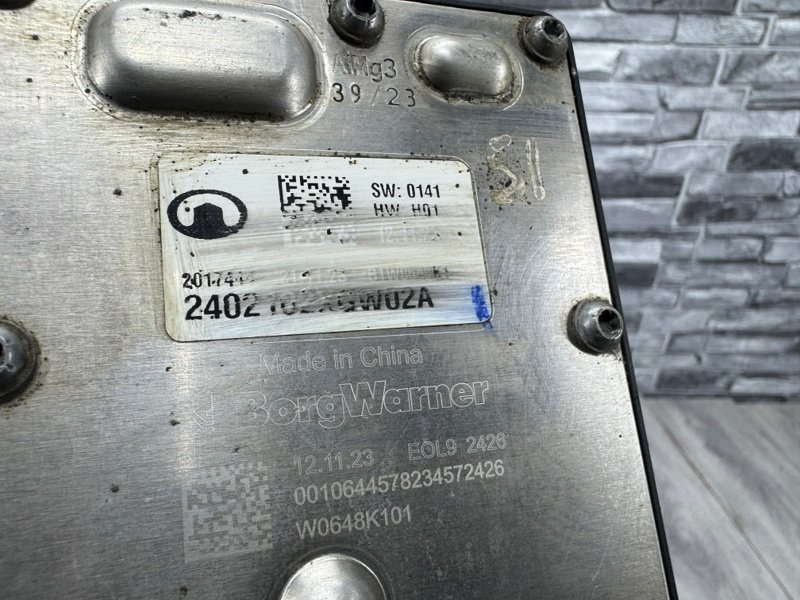 AlMg3
39/23
SW: 0141
HW H01
Made in China
BorgWarner
12.11.23 EOL9 2426
0010644578234572426
W0648K101